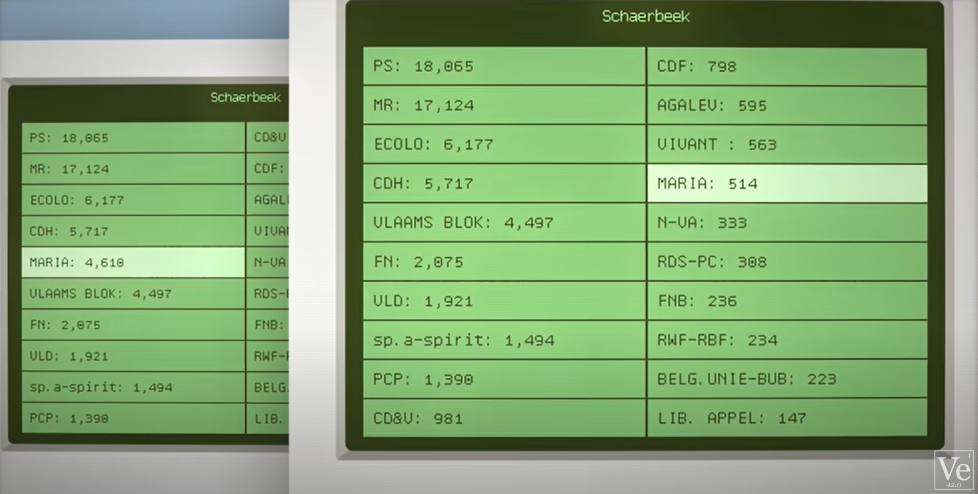 Schaerbeek
PS: 18,065
MR: 17,124
ECOLO: 6,177
CDH: 5,717
MARIA: 4,610
VLAAMS BLOK: 4,497
FN: 2,075
VLD: 1,921
sp.a-spirit: 1,494
PCP: 1,390
CD&V
CDF:
AGAL
VIVAN
N-VA
RDS-P
FNB:
RWF-R
BELG.
LIB.
Schaerbeek
PS: 18,065
MR: 17,124
ECOLO: 6,177
CDH: 5,717
VLAAMS BLOK: 4,497
FN: 2,075
VLD: 1,921
sp.a-spirit: 1,494
PCP: 1,390
CD&V: 981
CDF: 798
AGALEV: 595
VIVANT : 563
MARIA: 514
N-VA: 333
RDS-PC: 308
FNB: 236
RWF-RBF: 234
BELG.UNIE-BUB: 223
LIB. APPEL: 147
Ve
42.0